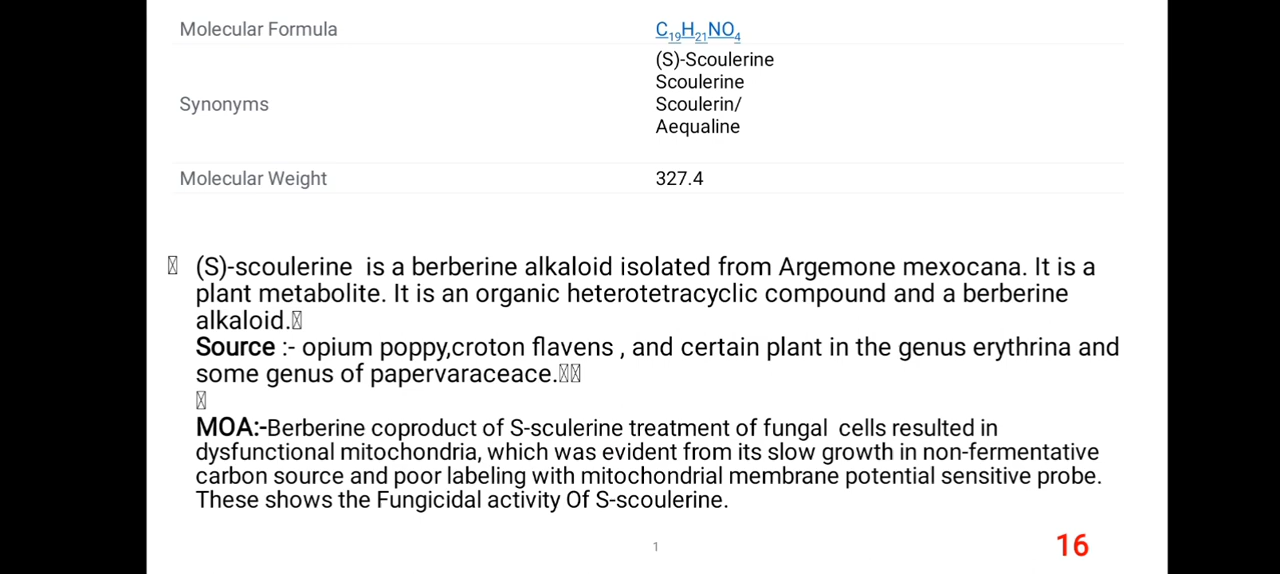 Molecular Formula C₁₉H₂₁NO₄
(S)-Scoulerine
Scoulerine
Synonyms Scoulerin/
Aequaline
Molecular Weight 327.4
(S)-scoulerine is a berberine alkaloid isolated from Argemone mexocana. It is a
plant metabolite. It is an organic heterotetracyclic compound and a berberine
alkaloid.
Source :- opium poppy,croton flavens , and certain plant in the genus erythrina and
some genus of papervaraceace.
MOA:-Berberine coproduct of S-sculerine treatment of fungal cells resulted in
dysfunctional mitochondria, which was evident from its slow growth in non-fermentative
carbon source and poor labeling with mitochondrial membrane potential sensitive probe.
These shows the Fungicidal activity Of S-scoulerine.
1
16